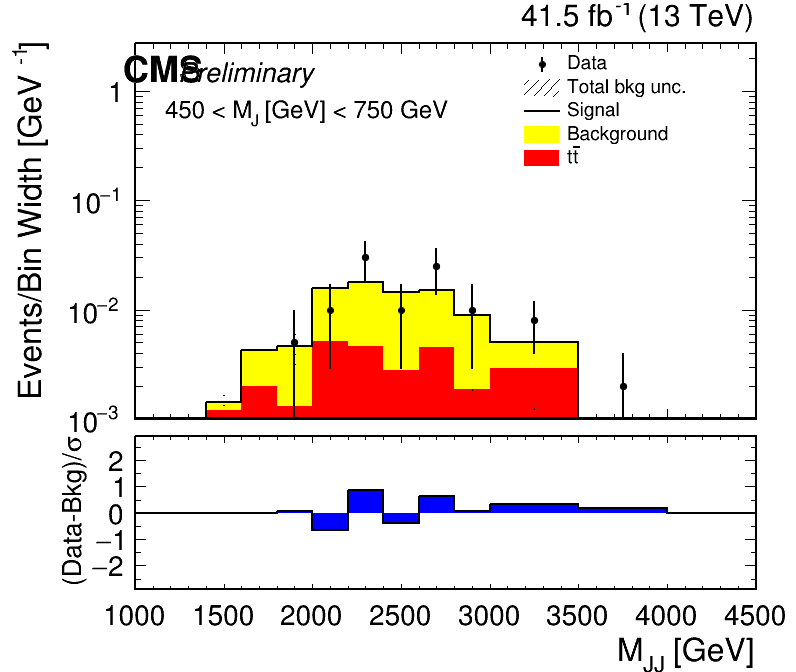 41.5 fb⁻¹ (13 TeV)
CMS Preliminary
450 < M_J [GeV] < 750 GeV
Data
Total bkg unc.
Signal
Background
tt̄
Events/Bin Width [GeV⁻¹]
1
10⁻¹
10⁻²
10⁻³
(Data-Bkg)/σ
2
1
0
−1
−2
1000 1500 2000 2500 3000 3500 4000 4500
M_JJ [GeV]